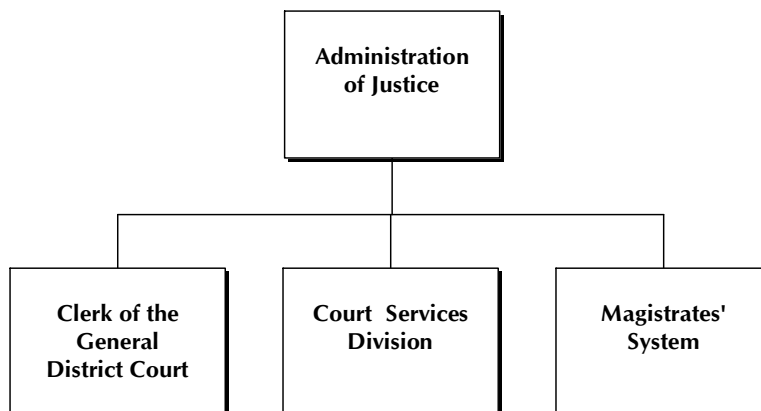 Administration
of Justice
Clerk of the
General
District Court
Court Services
Division
Magistrates'
System